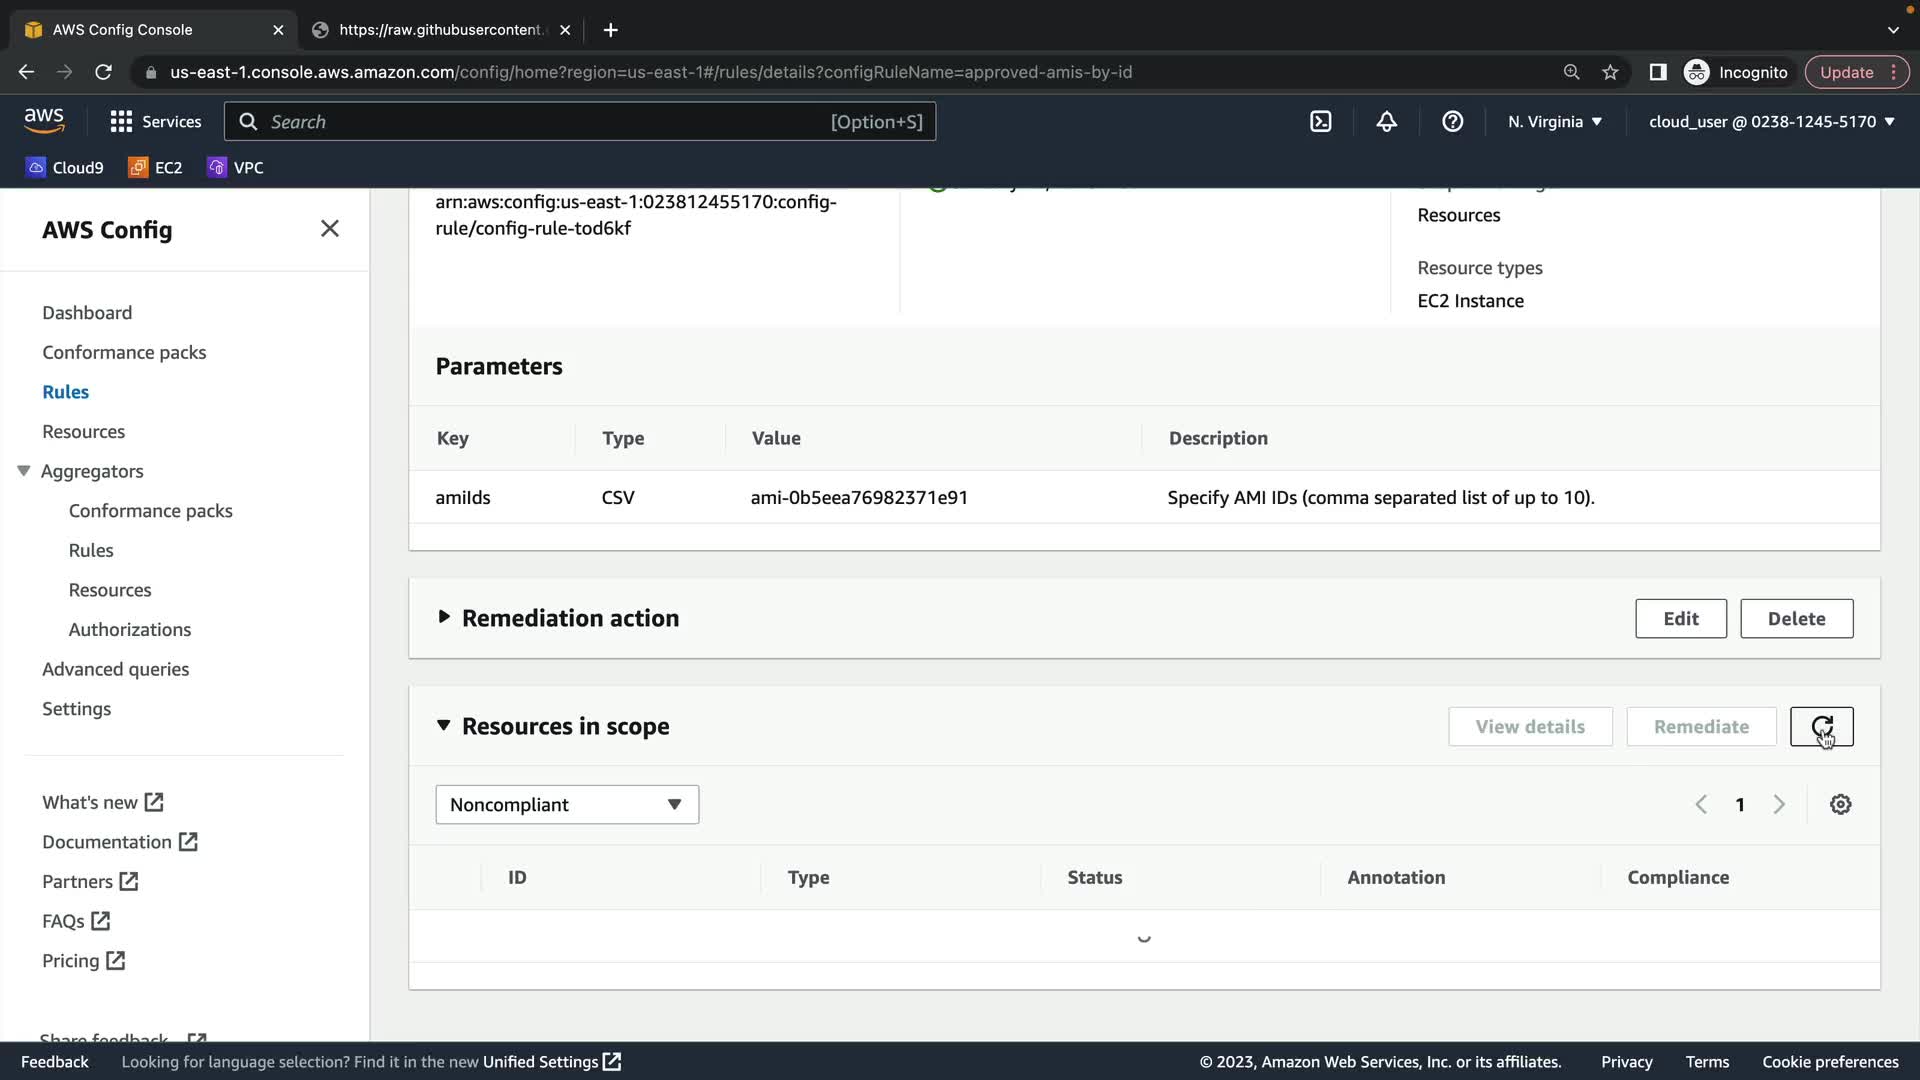 AWS Config Console
https://raw.githubusercontent.
us-east-1.console.aws.amazon.com/config/home?region=us-east-1#/rules/details?configRuleName=approved-amis-by-id
Incognito
Update
aws
Services
Search
[Option+S]
N. Virginia
cloud_user @ 0238-1245-5170
Cloud9
EC2
VPC
AWS Config
Dashboard
Conformance packs
Rules
Resources
Aggregators
Conformance packs
Rules
Resources
Authorizations
Advanced queries
Settings
What's new
Documentation
Partners
FAQs
Pricing
Share feedback
arn:aws:config:us-east-1:023812455170:config-
rule/config-rule-tod6kf
Resources
Resource types
EC2 Instance
Parameters
Key Type Value Description
amiIds CSV ami-0b5eea76982371e91 Specify AMI IDs (comma separated list of up to 10).
Remediation action
Edit
Delete
Resources in scope
View details
Remediate
Noncompliant
1
ID Type Status Annotation Compliance
Feedback
Looking for language selection? Find it in the new Unified Settings
© 2023, Amazon Web Services, Inc. or its affiliates.
Privacy
Terms
Cookie preferences